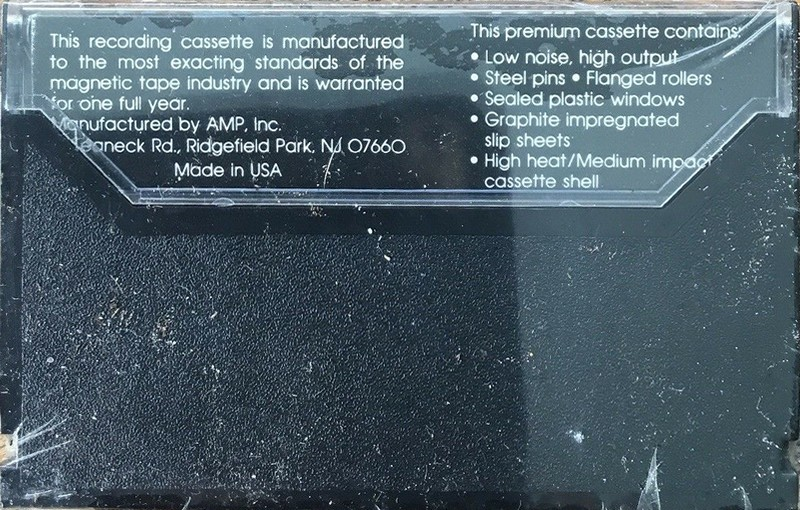 This recording cassette is manufactured
to the most exacting standards of the
magnetic tape industry and is warranted
for one full year.
Manufactured by AMP, Inc.
Rd., Ridgefield Park, NJ 07660
Made in USA
This premium cassette contains:
• Low noise, high output
• Steel pins • Flanged rollers
• Sealed plastic windows
• Graphite impregnated
slip sheets
• High heat/Medium impact
cassette shell